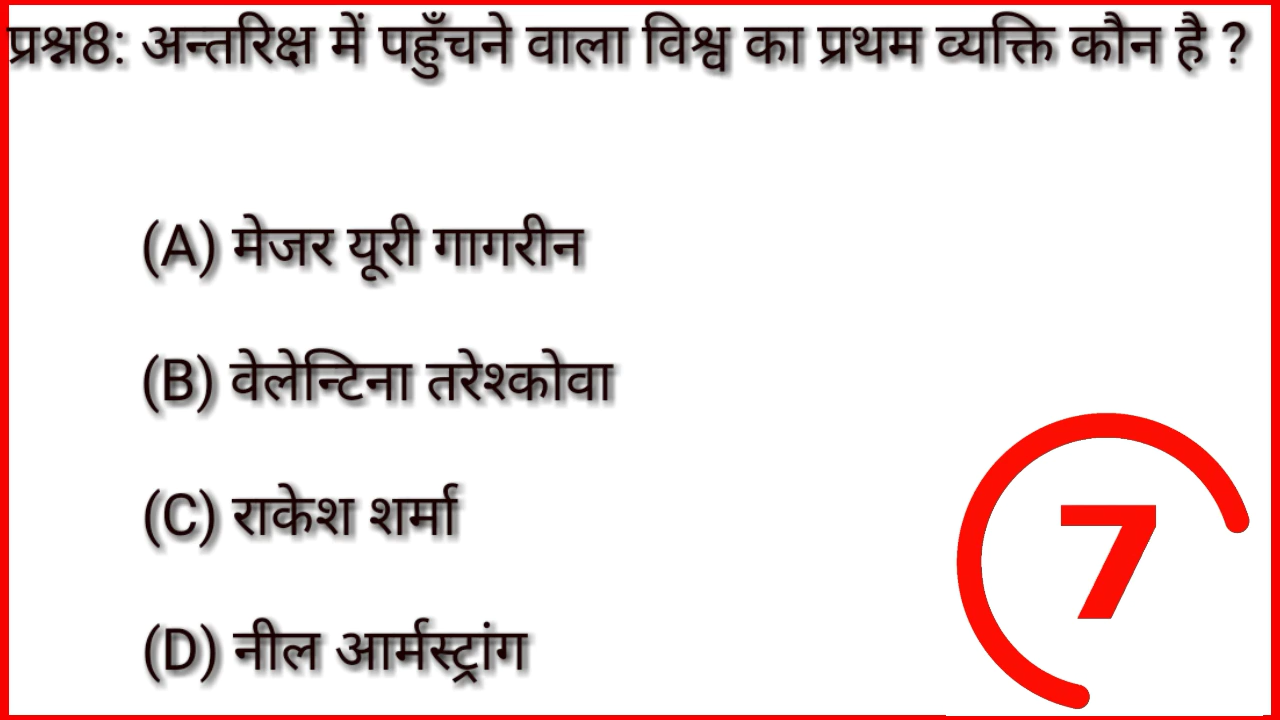 प्रश्न8: अन्तरिक्ष में पहुँचने वाला विश्व का प्रथम व्यक्ति कौन है ?
(A) मेजर यूरी गागरीन
(B) वेलेन्टिना तरेश्कोवा
(C) राकेश शर्मा
(D) नील आर्मस्ट्रांग
7